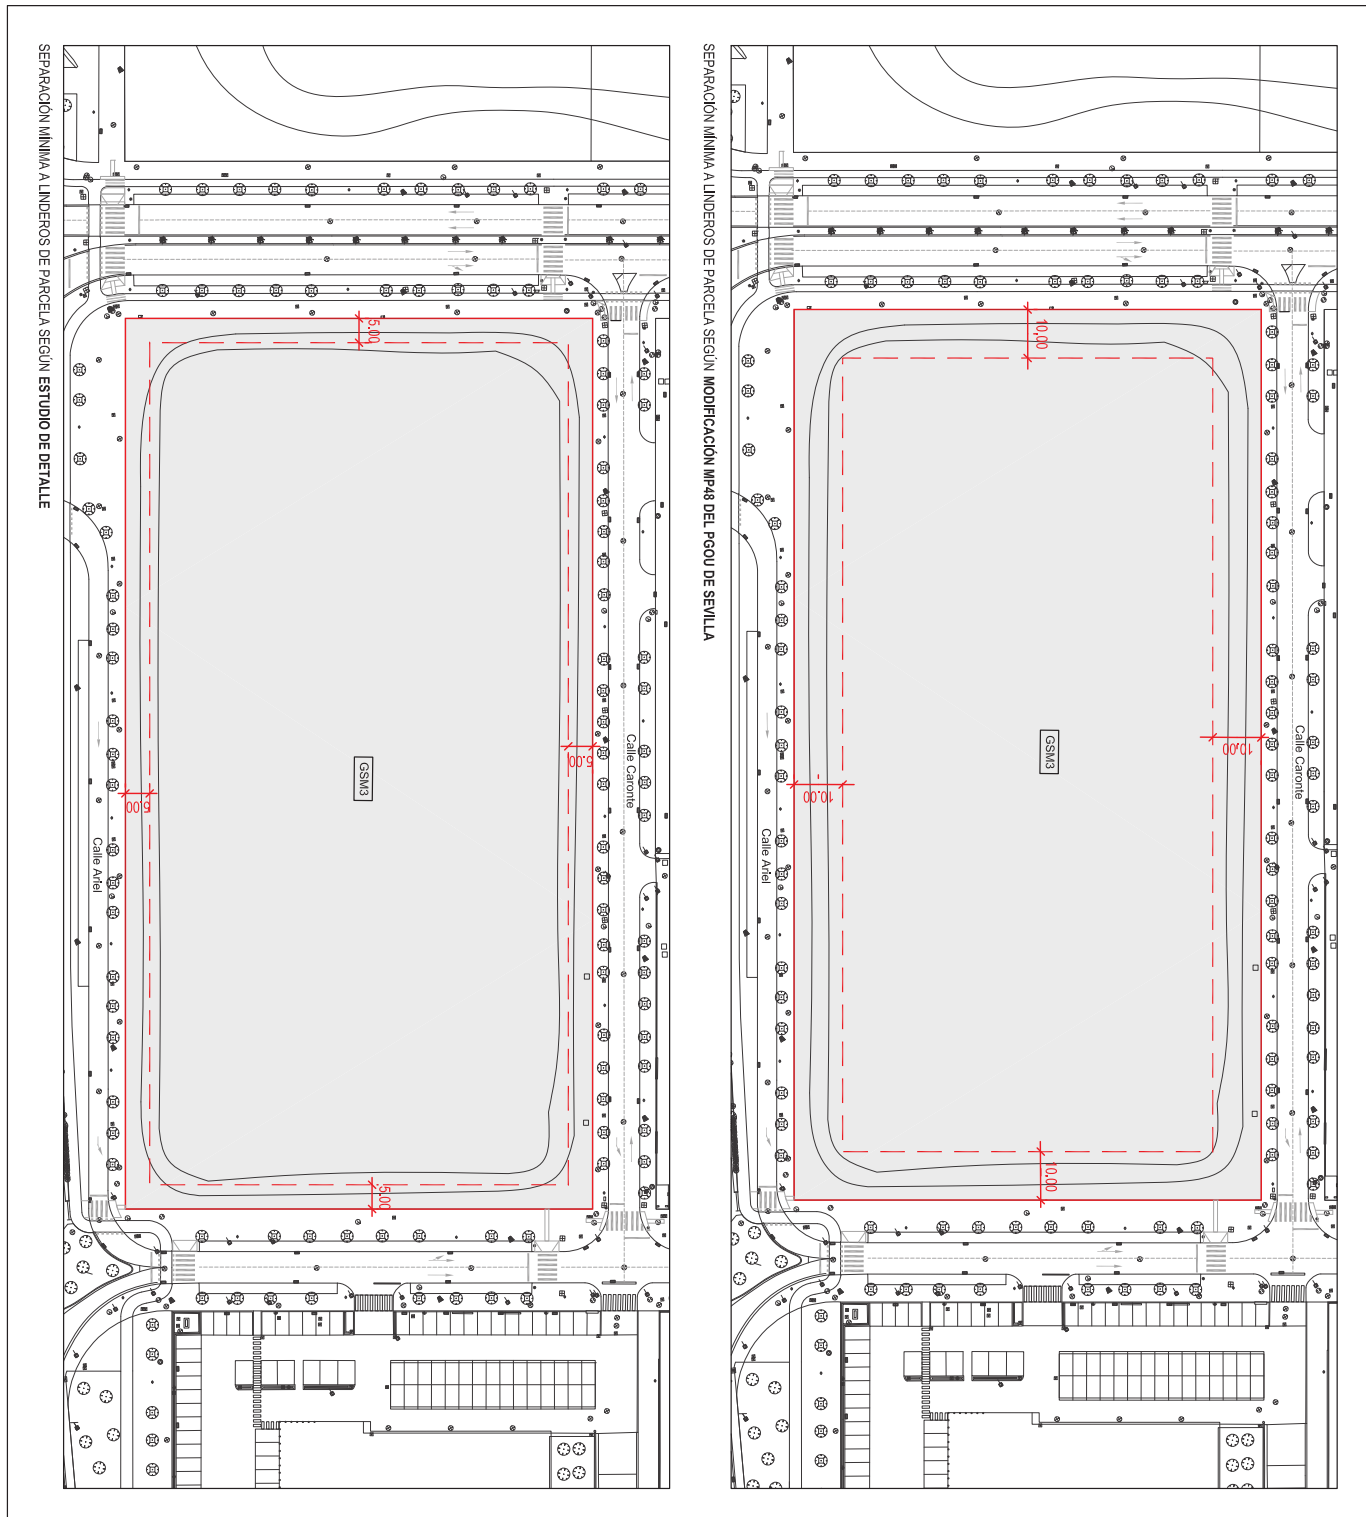 SEPARACIÓN MÍNIMA A LINDEROS DE PARCELA SEGÚN ESTUDIO DE DETALLE
5.00
5.00
5.00
5.00
GSM3
Calle Caronte
Calle Ariel
SEPARACIÓN MÍNIMA A LINDEROS DE PARCELA SEGÚN MODIFICACIÓN MP48 DEL PGOU DE SEVILLA
10,00
10,00
10.00
10.00
GSM3
Calle Caronte
Calle Ariel